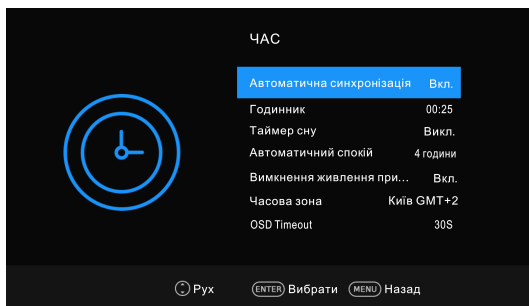 ЧАС
Автоматична синхронізація Вкл.
Годинник 00:25
Таймер сну Викл.
Автоматичний спокій 4 години
Вимкнення живлення при... Вкл.
Часова зона Київ GMT+2
OSD Timeout 30S
Рух ENTER Вибрати MENU Назад